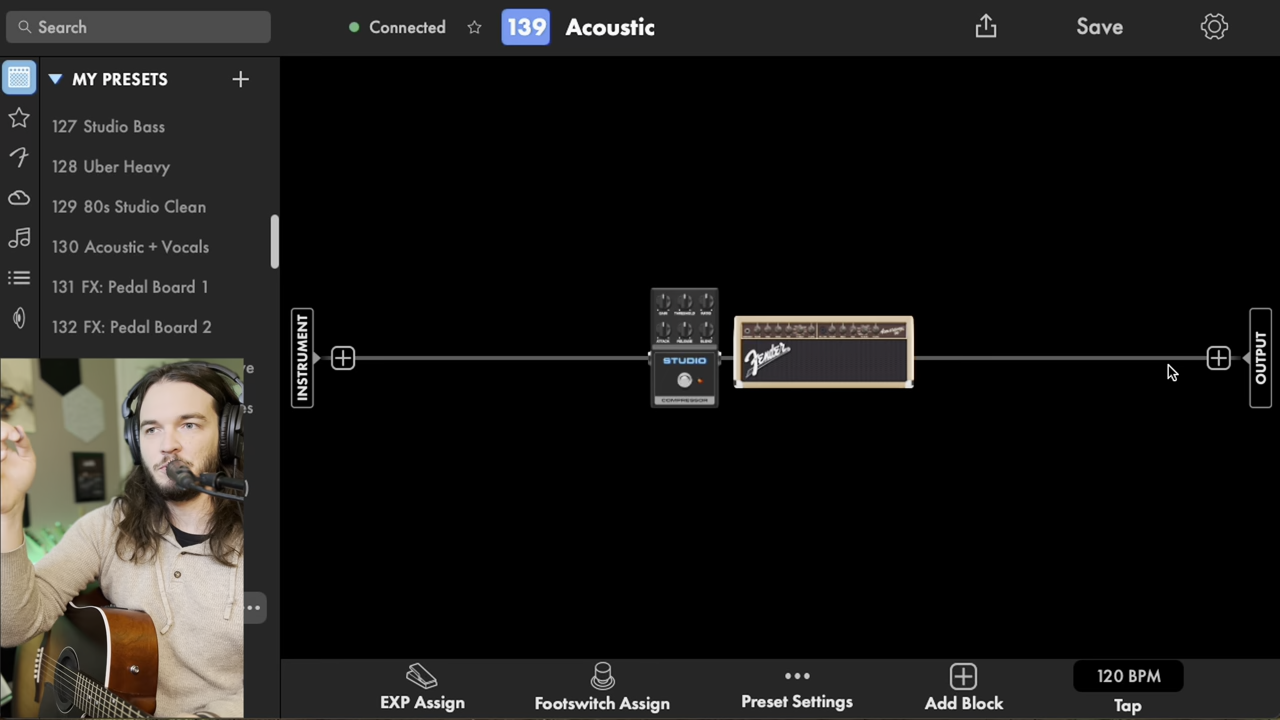 Search
Connected
139 Acoustic
Save
MY PRESETS
127 Studio Bass
128 Uber Heavy
129 80s Studio Clean
130 Acoustic + Vocals
131 FX: Pedal Board 1
132 FX: Pedal Board 2
INSTRUMENT
STUDIO
COMPRESSOR
Fender
OUTPUT
EXP Assign
Footswitch Assign
Preset Settings
Add Block
120 BPM
Tap